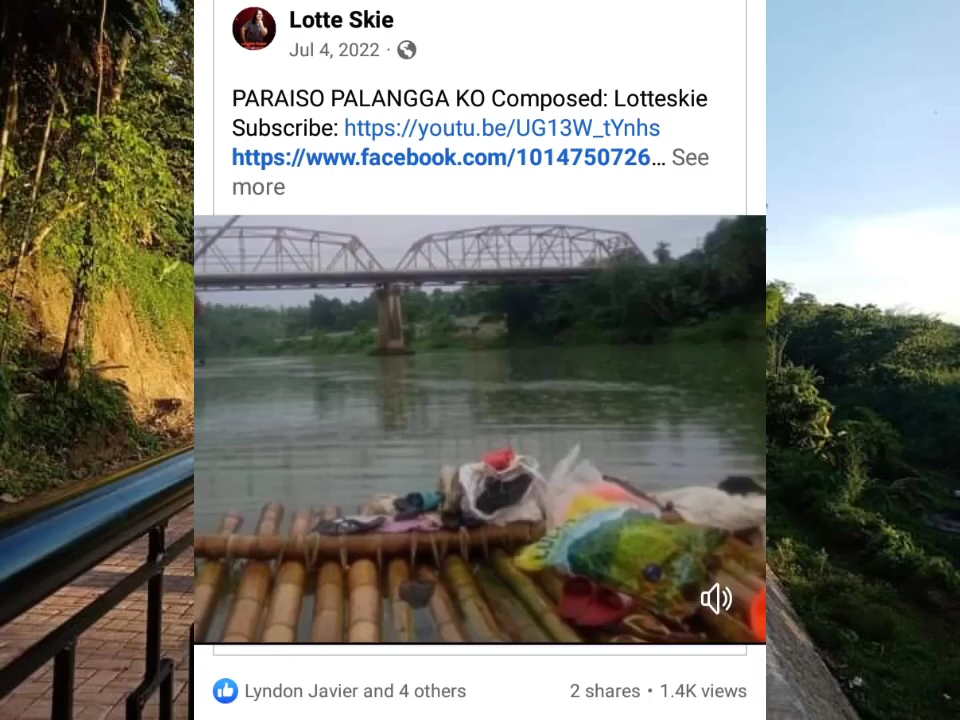 Lotte Skie
Jul 4, 2022 ·
PARAISO PALANGGA KO Composed: Lotteskie
Subscribe: https://youtu.be/UG13W_tYnhs
https://www.facebook.com/1014750726... See
more
Lyndon Javier and 4 others
2 shares • 1.4K views